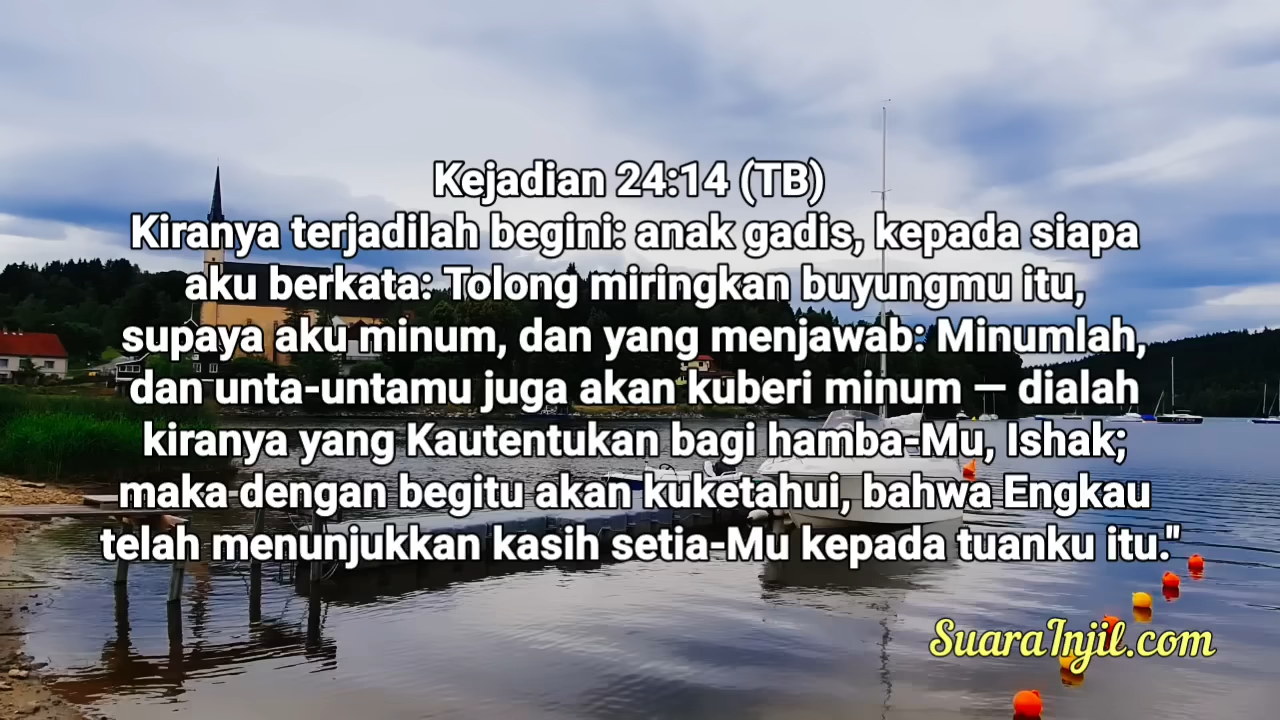 Kejadian 24:14 (TB)
Kiranya terjadilah begini: anak gadis, kepada siapa
aku berkata: Tolong miringkan buyungmu itu,
supaya aku minum, dan yang menjawab: Minumlah,
dan unta-untamu juga akan kuberi minum — dialah
kiranya yang Kautentukan bagi hamba-Mu, Ishak;
maka dengan begitu akan kuketahui, bahwa Engkau
telah menunjukkan kasih setia-Mu kepada tuanku itu."
SuaraInjil.com